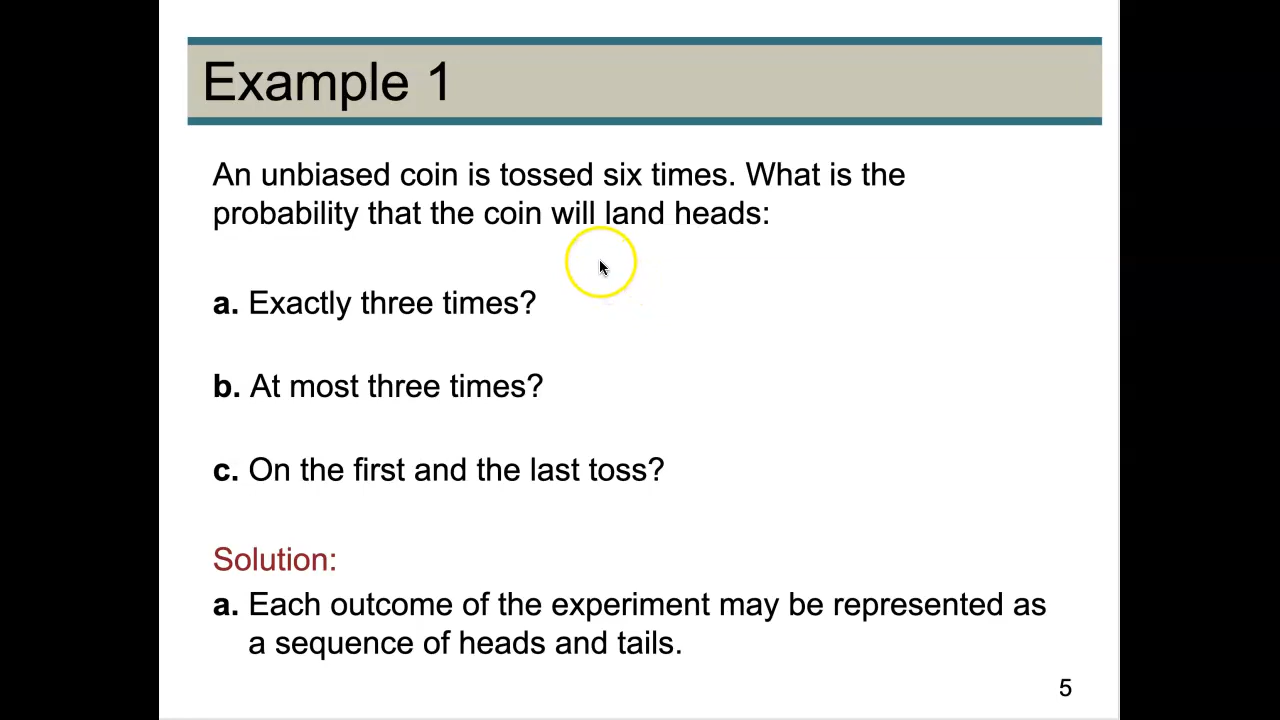 Example 1
An unbiased coin is tossed six times. What is the
probability that the coin will land heads:
a. Exactly three times?
b. At most three times?
c. On the first and the last toss?
Solution:
a. Each outcome of the experiment may be represented as
a sequence of heads and tails.
5